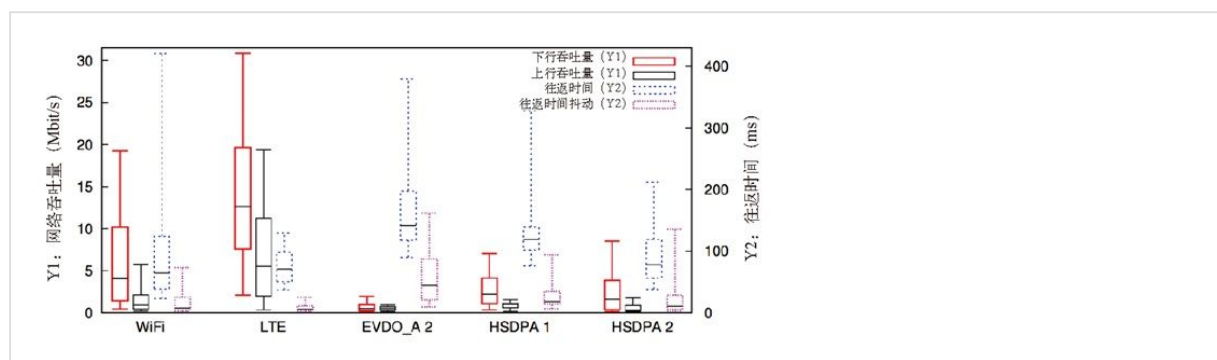 Y1: 网络吞吐量 (Mbit/s)
30
25
20
15
10
5
0
下行吞吐量 (Y1)
上行吞吐量 (Y1)
往返时间 (Y2)
往返时间抖动 (Y2)
400
300
200
100
0
Y2: 往返时间 (ms)
WiFi LTE EVDO_A 2 HSDPA 1 HSDPA 2